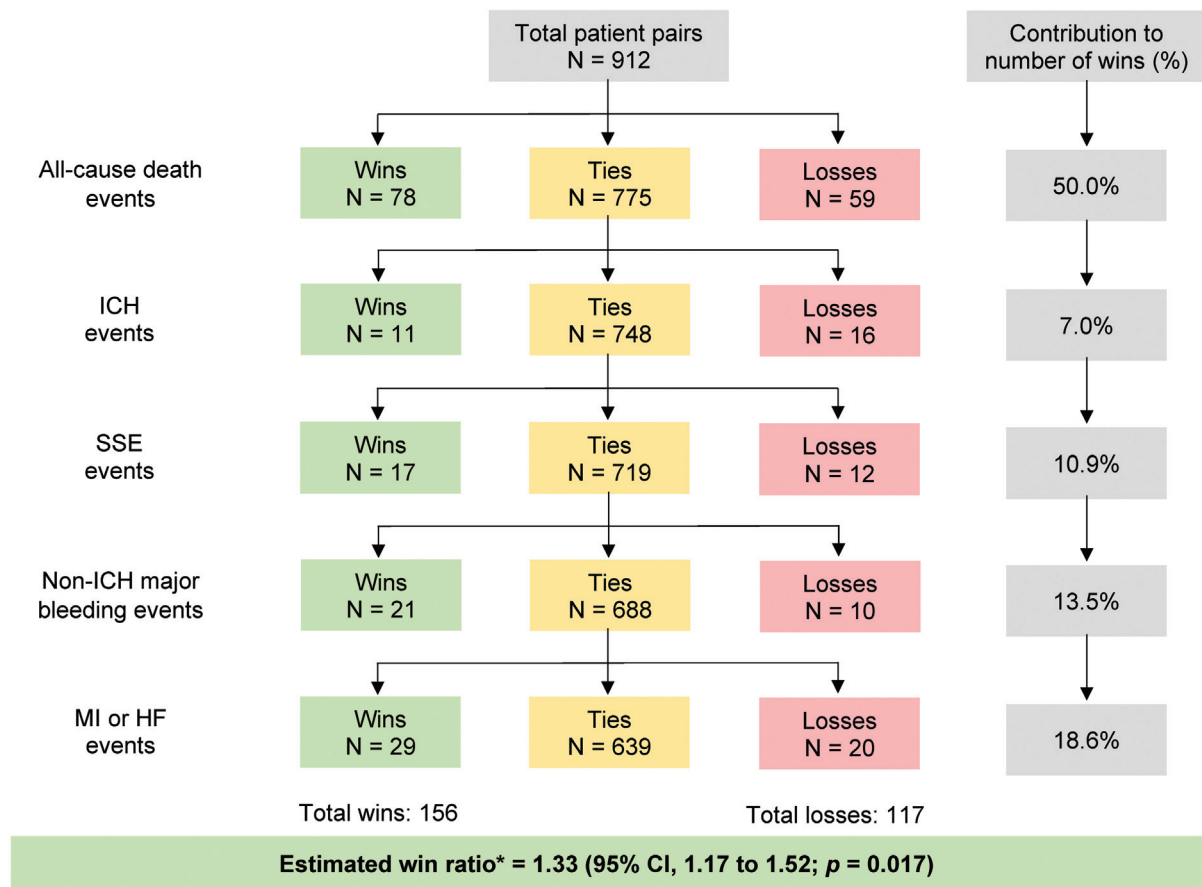 Total patient pairs
N = 912
Contribution to
number of wins (%)
All-cause death
events
Wins
N = 78
Ties
N = 775
Losses
N = 59
50.0%
ICH
events
Wins
N = 11
Ties
N = 748
Losses
N = 16
7.0%
SSE
events
Wins
N = 17
Ties
N = 719
Losses
N = 12
10.9%
Non-ICH major
bleeding events
Wins
N = 21
Ties
N = 688
Losses
N = 10
13.5%
MI or HF
events
Wins
N = 29
Ties
N = 639
Losses
N = 20
18.6%
Total wins: 156
Total losses: 117
Estimated win ratio* = 1.33 (95% CI, 1.17 to 1.52; p = 0.017)